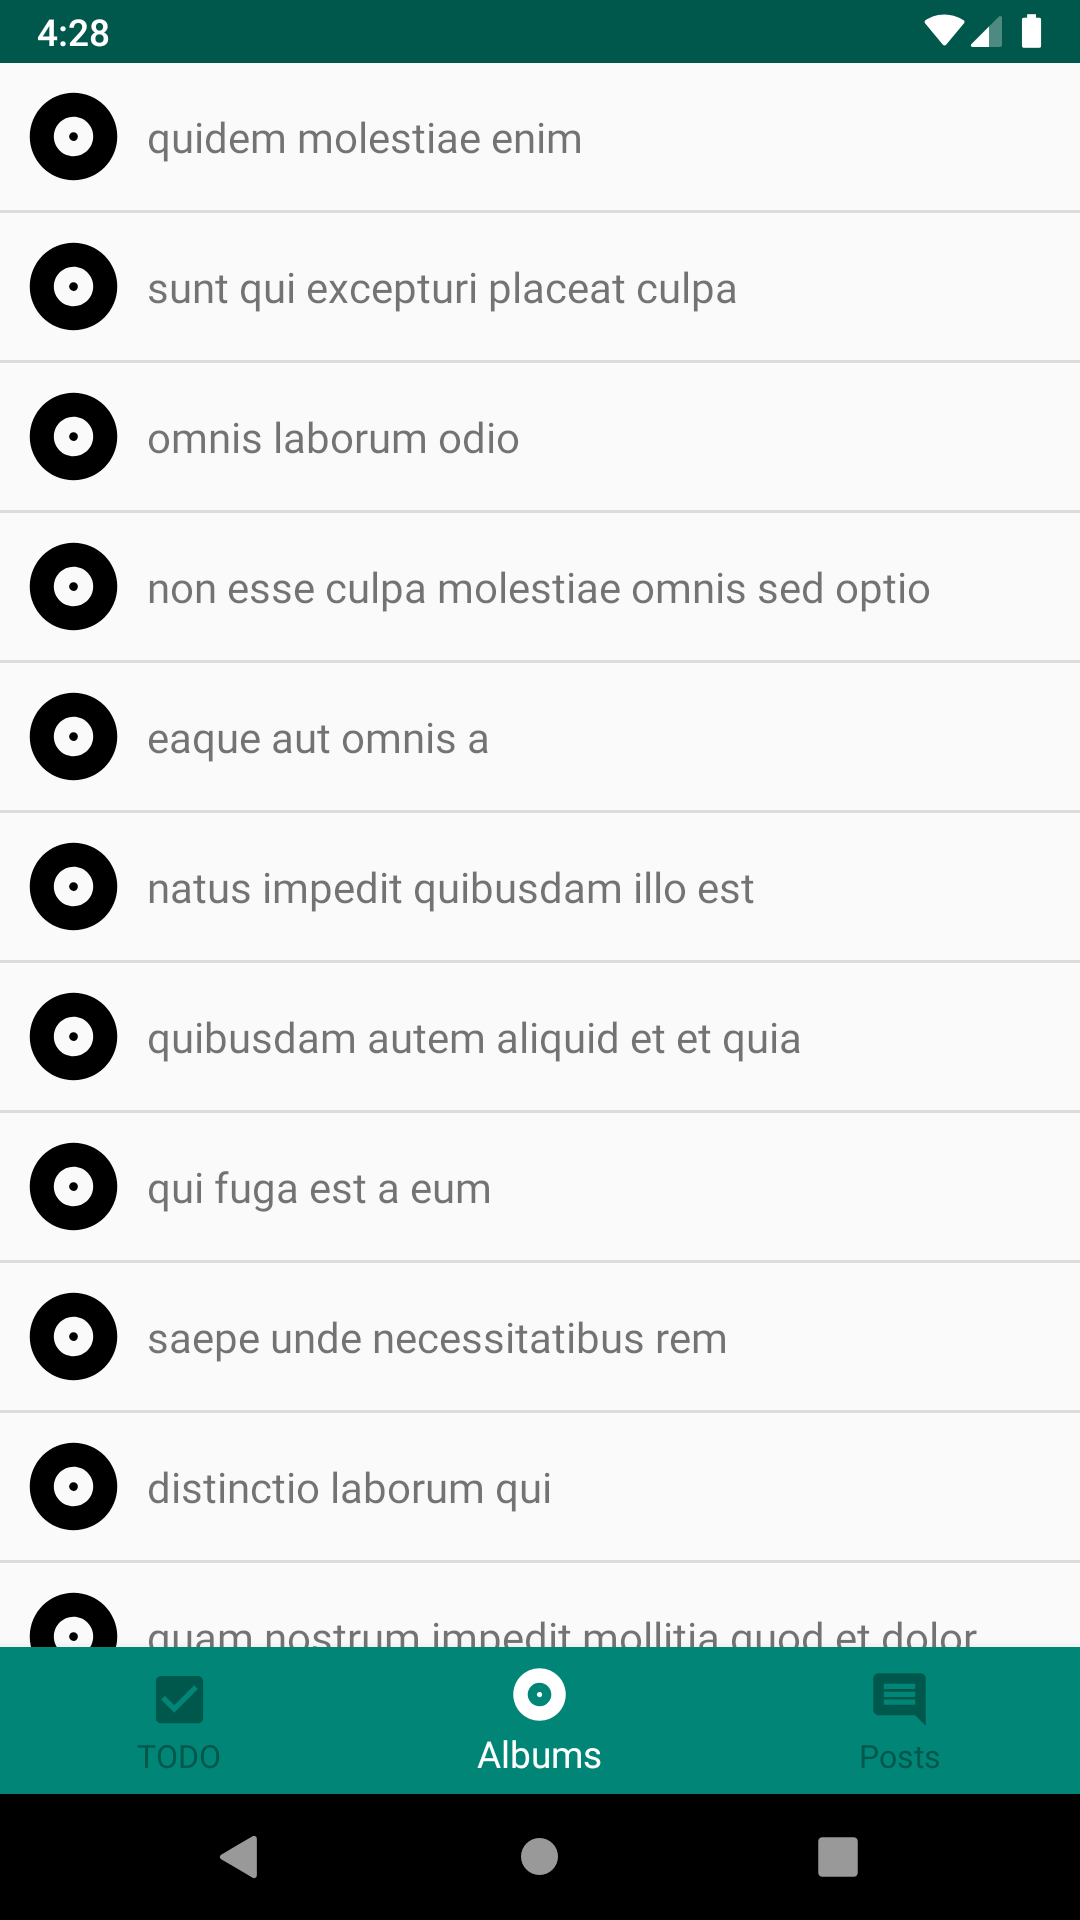 4:28
quidem molestiae enim
sunt qui excepturi placeat culpa
omnis laborum odio
non esse culpa molestiae omnis sed optio
eaque aut omnis a
natus impedit quibusdam illo est
quibusdam autem aliquid et et quia
qui fuga est a eum
saepe unde necessitatibus rem
distinctio laborum qui
quam nostrum impedit mollitia quod et dolor
TODO
Albums
Posts